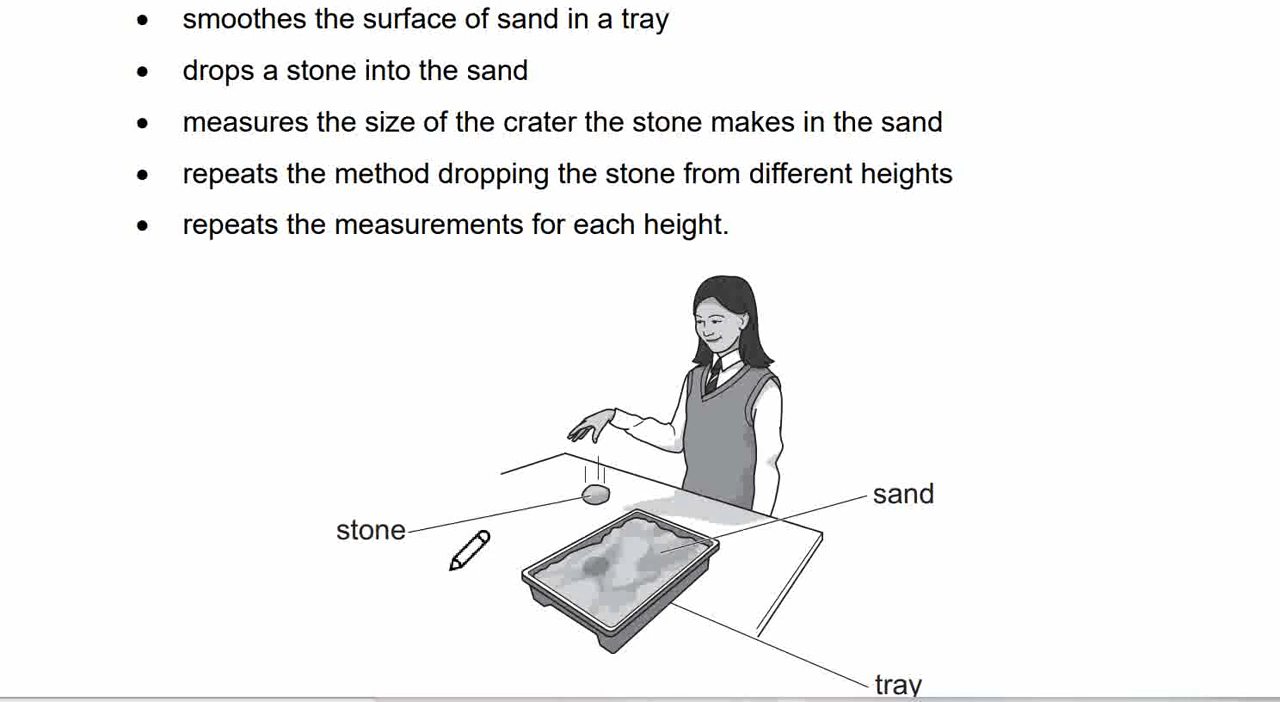 • smoothes the surface of sand in a tray
• drops a stone into the sand
• measures the size of the crater the stone makes in the sand
• repeats the method dropping the stone from different heights
• repeats the measurements for each height.
sand
stone
tray